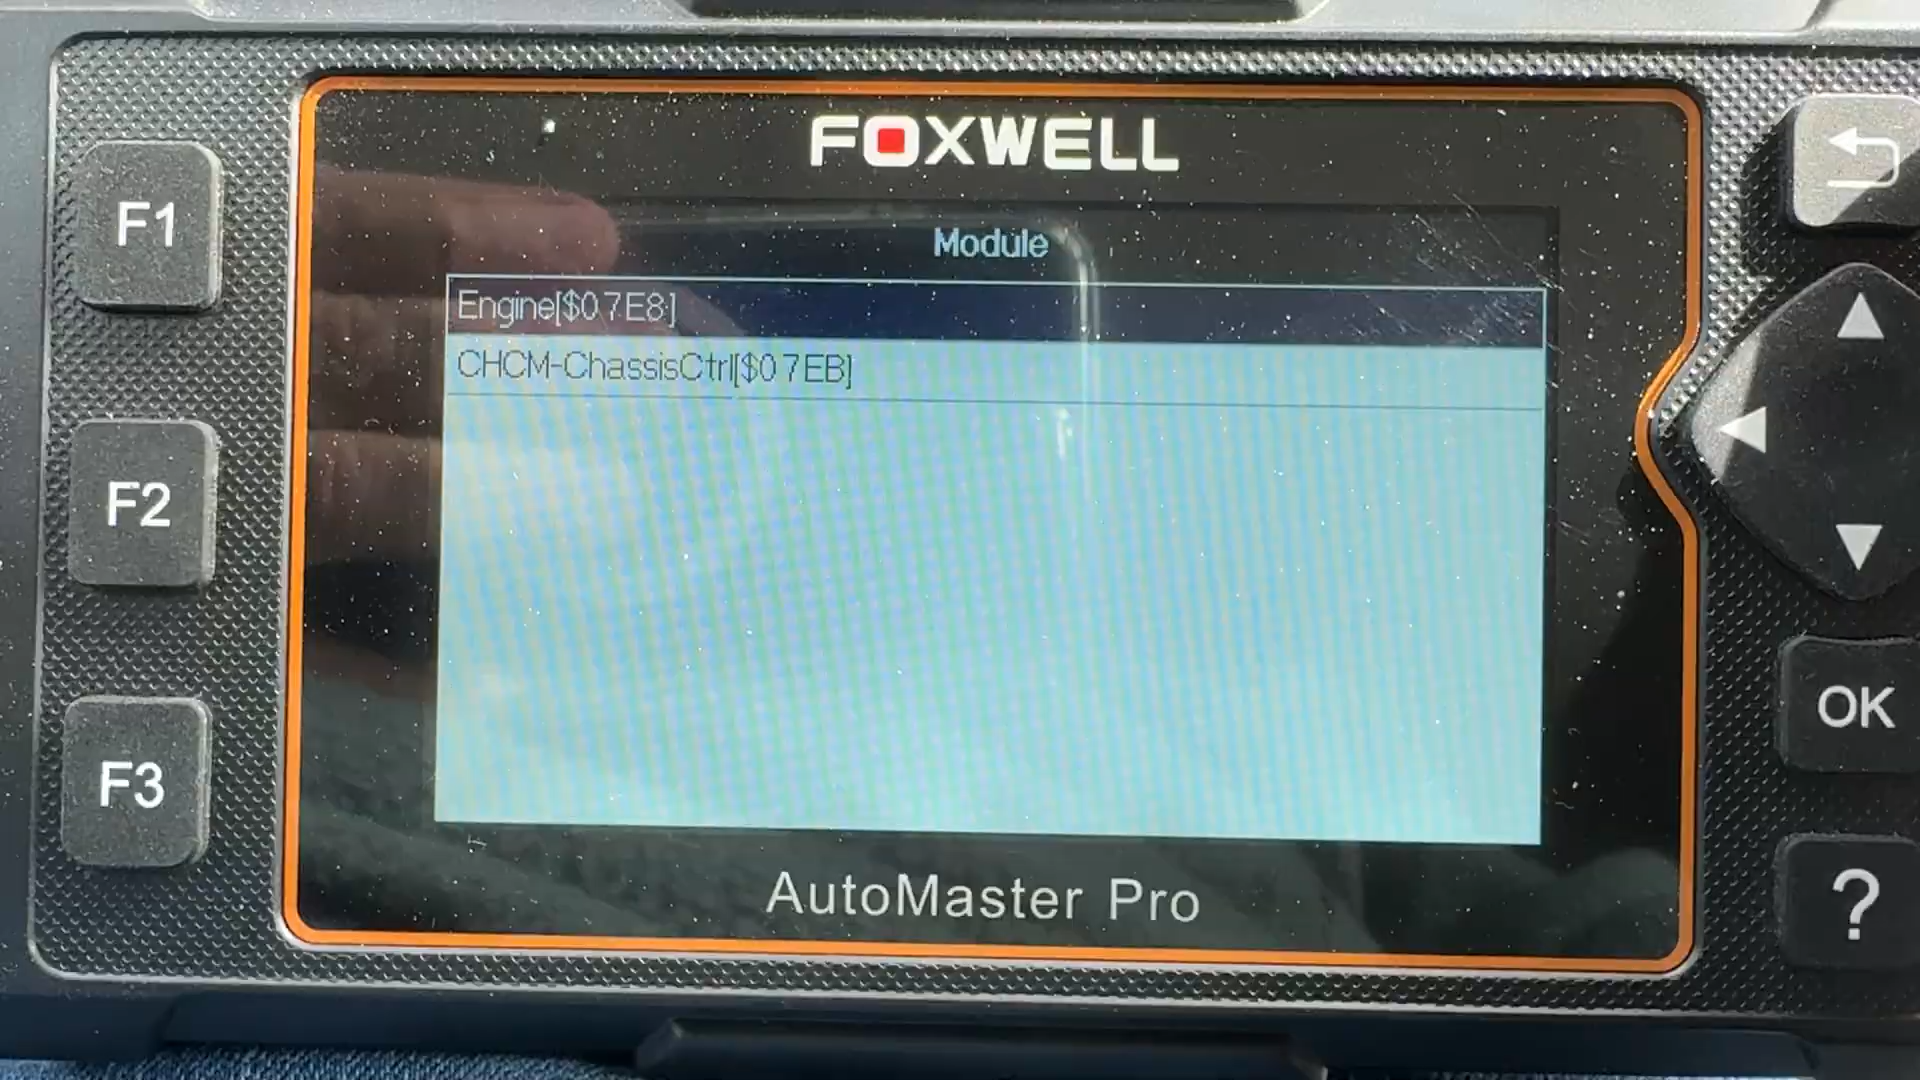 FOXWELL
Module
Engine[$07E8]
CHCM-ChassisCtrl[$07EB]
AutoMaster Pro
F1
F2
F3
OK
?